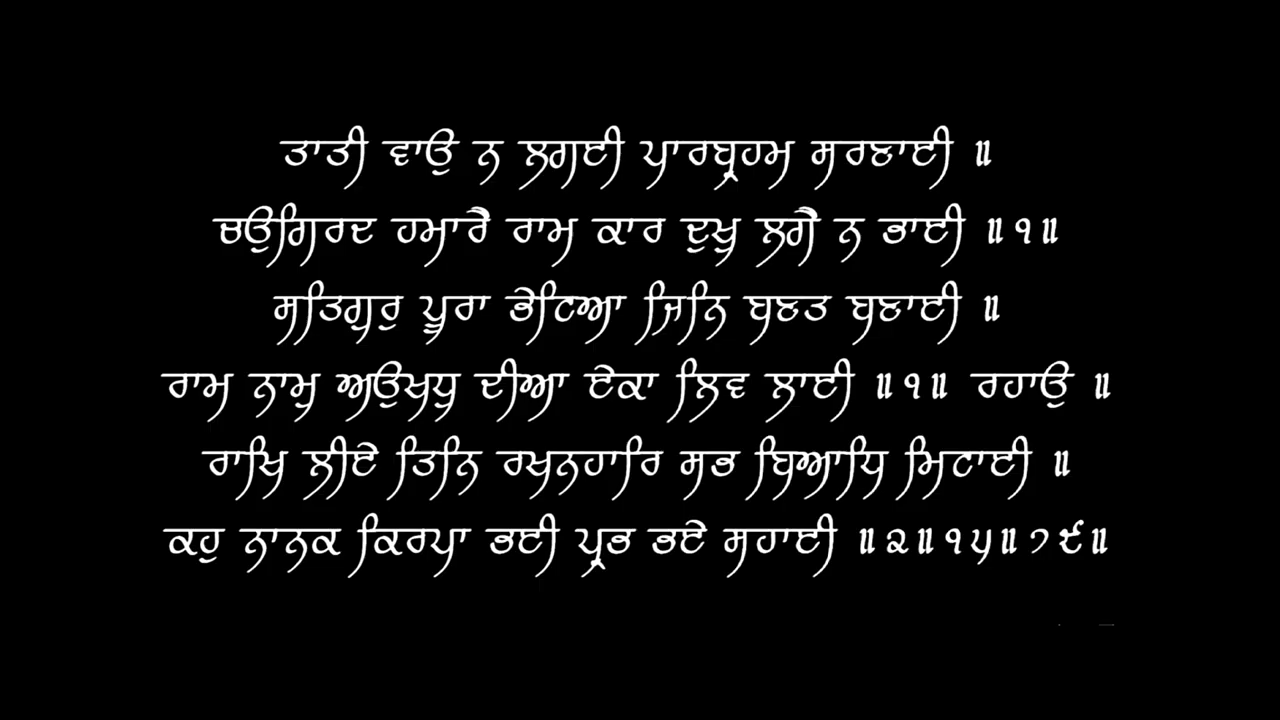 ਤਾਤੀ ਵਾਉ ਨ ਲਗਈ ਪਾਰਬ੍ਰਹਮ ਸਰਣਾਈ ॥
ਚਉਗਿਰਦ ਹਮਾਰੈ ਰਾਮ ਕਾਰ ਦੁਖੁ ਲਗੈ ਨ ਭਾਈ ॥੧॥
ਸਤਿਗੁਰੁ ਪੂਰਾ ਭੇਟਿਆ ਜਿਨਿ ਬਣਤ ਬਣਾਈ ॥
ਰਾਮ ਨਾਮੁ ਅਉਖਧੁ ਦੀਆ ਏਕਾ ਲਿਵ ਲਾਈ ॥੧॥ ਰਹਾਉ ॥
ਰਾਖਿ ਲੀਏ ਤਿਨਿ ਰਖਨਹਾਰਿ ਸਭ ਬਿਆਧਿ ਮਿਟਾਈ ॥
ਕਹੁ ਨਾਨਕ ਕਿਰਪਾ ਭਈ ਪ੍ਰਭ ਭਏ ਸਹਾਈ ॥੨॥੧੫॥੭੯॥